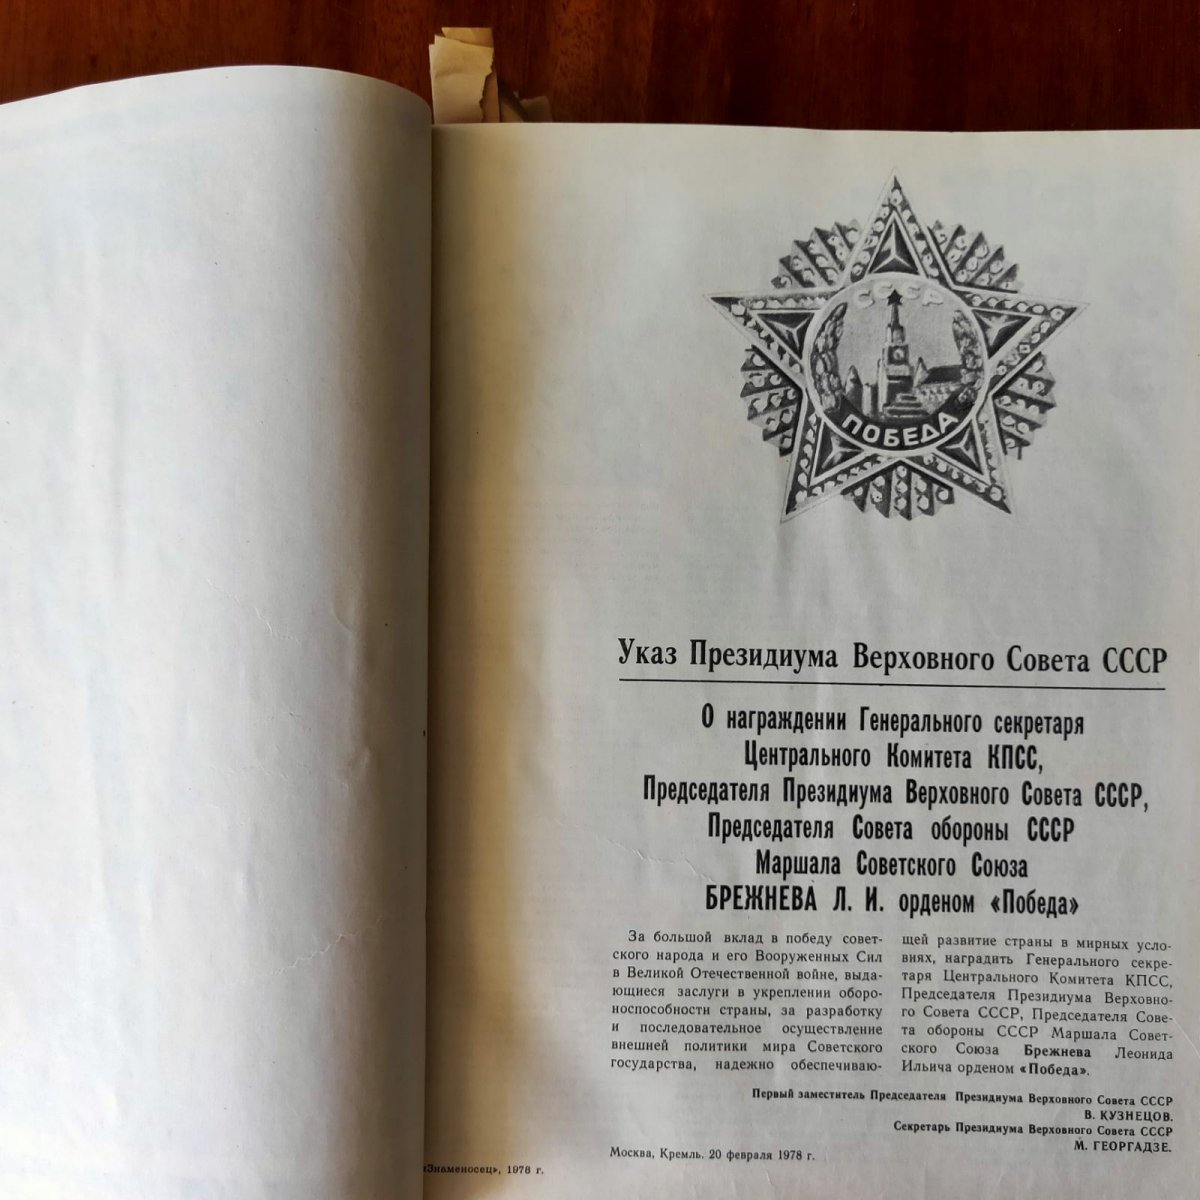 СССР
ПОБЕДА
Указ Президиума Верховного Совета СССР
О награждении Генерального секретаря
Центрального Комитета КПСС,
Председателя Президиума Верховного Совета СССР,
Председателя Совета обороны СССР
Маршала Советского Союза
БРЕЖНЕВА Л. И. орденом «Победа»
За большой вклад в победу совет-
ского народа и его Вооруженных Сил
в Великой Отечественной войне, выда-
ющиеся заслуги в укреплении оборо-
носпособности страны, за разработку
и последовательное осуществление
внешней политики мира Советского
государства, надежно обеспечиваю-
щей развитие страны в мирных усло-
виях, наградить Генерального секре-
таря Центрального Комитета КПСС,
Председателя Президиума Верховно-
го Совета СССР, Председателя Сове-
та обороны СССР Маршала Совет-
ского Союза Брежнева Леонида
Ильича орденом «Победа».
Первый заместитель Председателя Президиума Верховного Совета СССР
В. КУЗНЕЦОВ.
Секретарь Президиума Верховного Совета СССР
М. ГЕОРГАДЗЕ.
Москва, Кремль. 20 февраля 1978 г.
«Знаменосец», 1978 г.